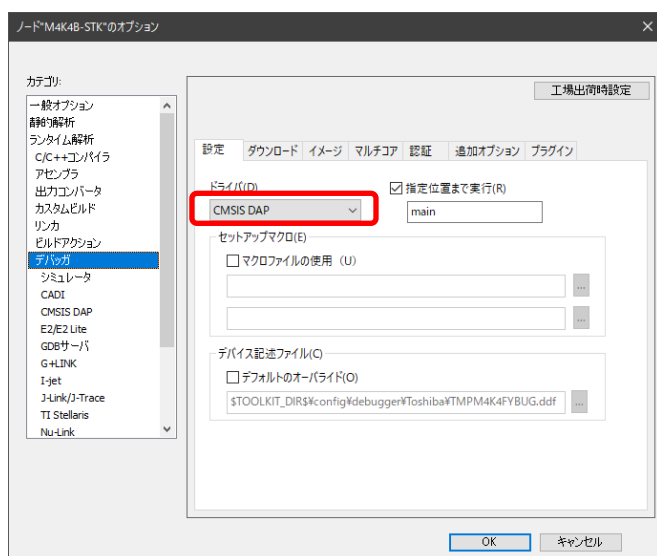 ノード"M4K4B-STK"のオプション
カテゴリ:
一般オプション
静的解析
ランタイム解析
C/C++コンパイラ
アセンブラ
出力コンバータ
カスタムビルド
リンカ
ビルドアクション
デバッガ
シミュレータ
CADI
CMSIS DAP
E2/E2 Lite
GDBサーバ
G+LINK
I-jet
J-Link/J-Trace
TI Stellaris
Nu-Link
工場出荷時設定
設定 ダウンロード イメージ マルチコア 認証 追加オプション プラグイン
ドライバ(D)
CMSIS DAP
指定位置まで実行(R)
main
セットアップマクロ(E)
マクロファイルの使用（U）
...
...
デバイス記述ファイル(C)
デフォルトのオーバライド(O)
$TOOLKIT_DIR$¥config¥debugger¥Toshiba¥TMPM4K4FYBUG.ddf
...
OK キャンセル